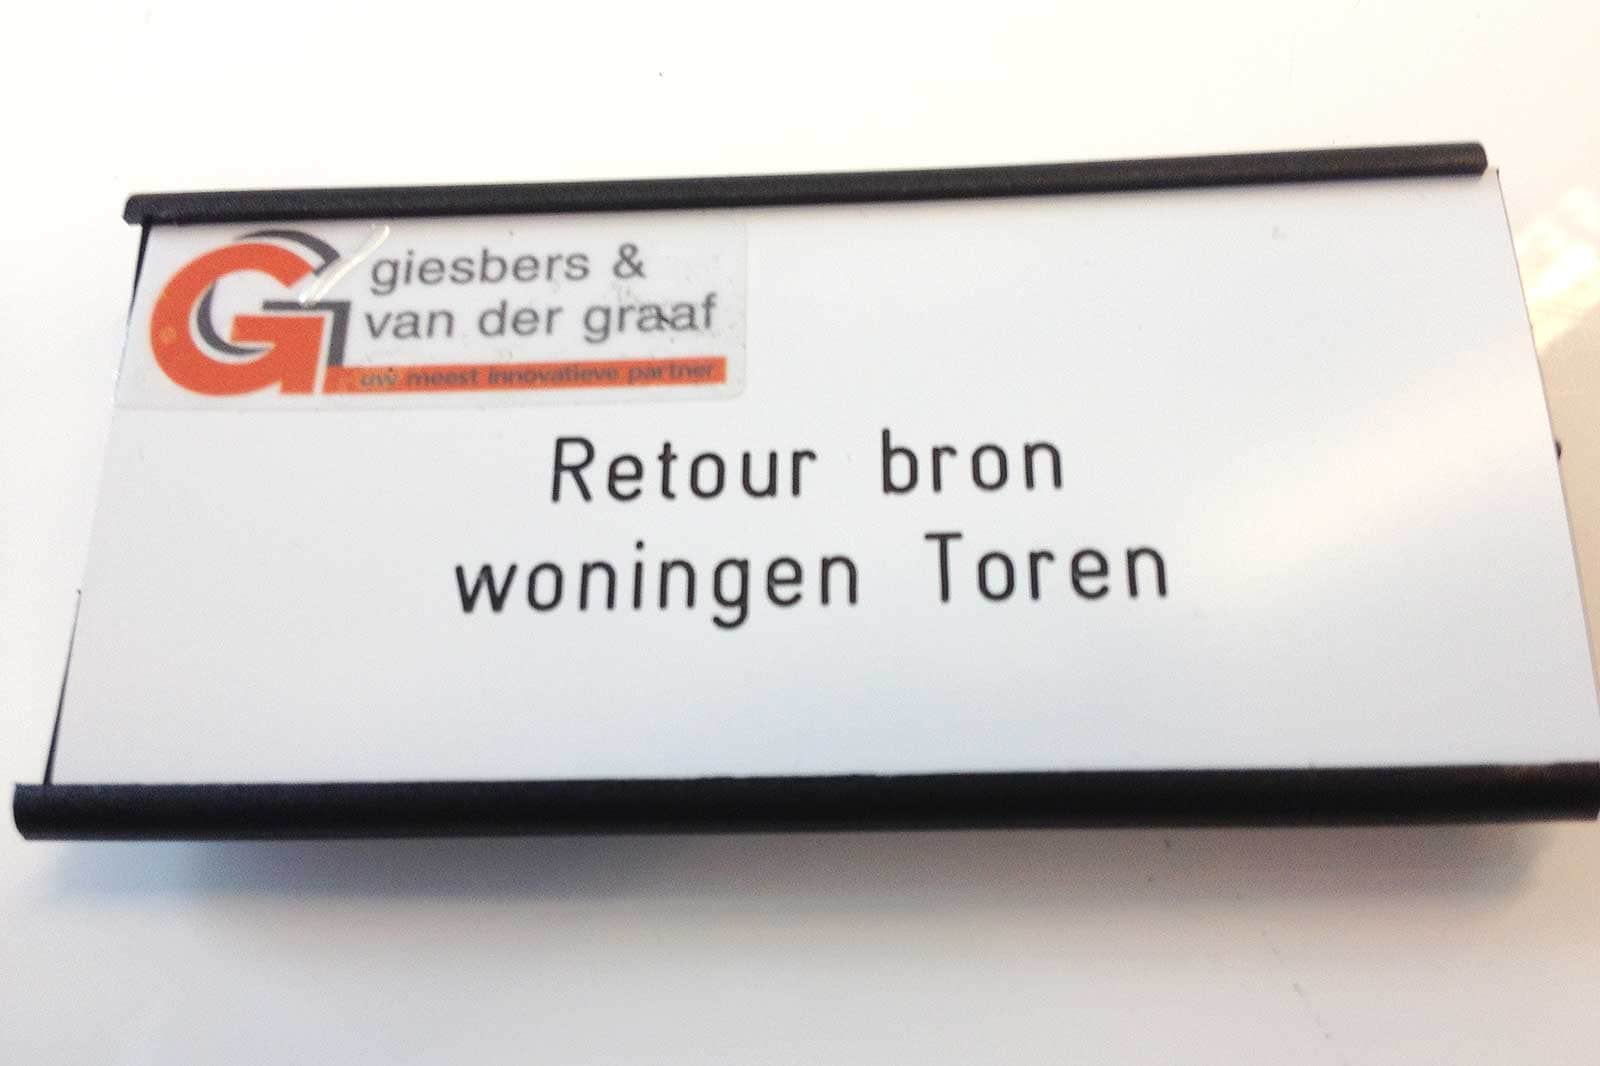 giesbers &
van der graaf
uw meest innovatieve partner
Retour bron
woningen Toren